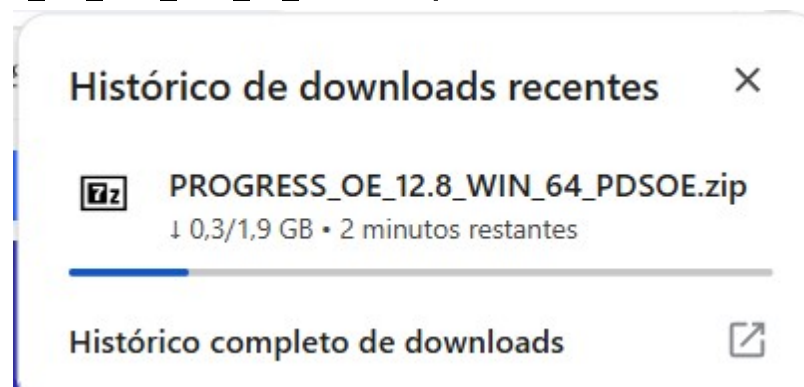 Histórico de downloads recentes
7z PROGRESS_OE_12.8_WIN_64_PDSOE.zip
↓ 0,3/1,9 GB • 2 minutos restantes
Histórico completo de downloads